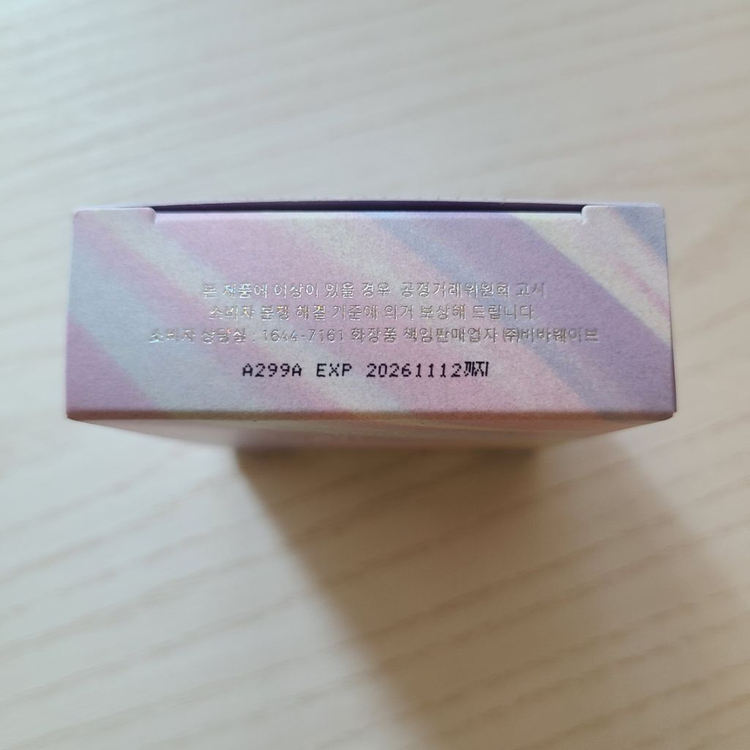 본 제품에 이상이 있을 경우 공정거래위원회 고시
소비자 분쟁 해결 기준에 의거 보상해 드립니다
소비자 상담실 : 1644-7161 화장품 책임판매업자 (주)비바웨이브
A299A EXP 20261112까지